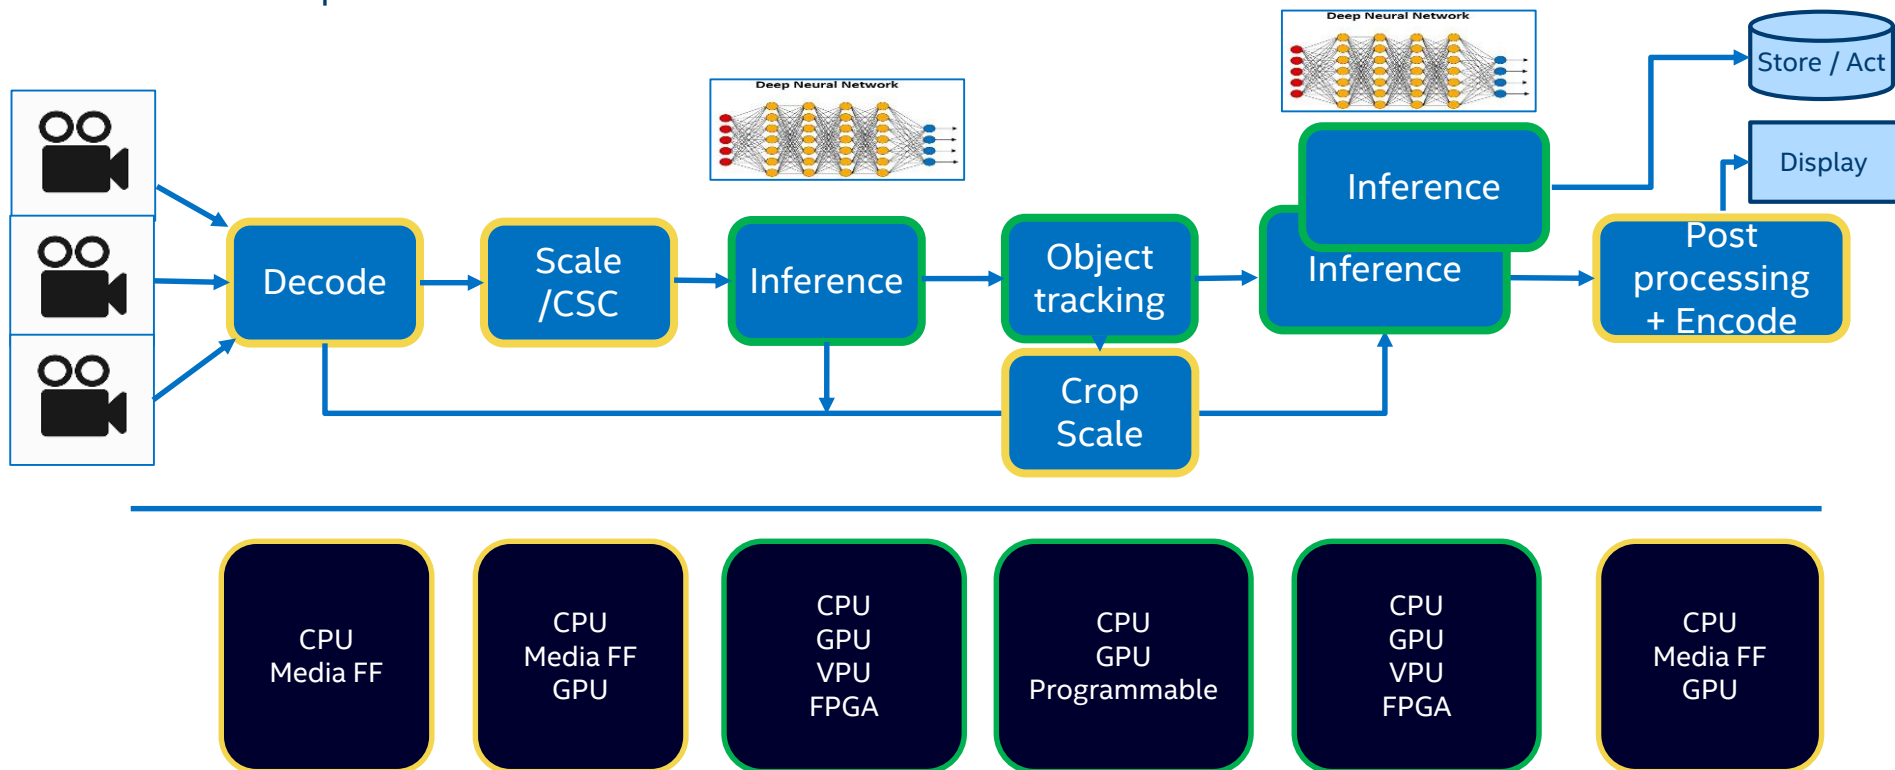 Deep Neural Network
Deep Neural Network
Store / Act
Display
Decode
Scale
/CSC
Inference
Object
tracking
Inference
Inference
Post
processing
+ Encode
Crop
Scale
CPU
Media FF
CPU
Media FF
GPU
CPU
GPU
VPU
FPGA
CPU
GPU
Programmable
CPU
GPU
VPU
FPGA
CPU
Media FF
GPU